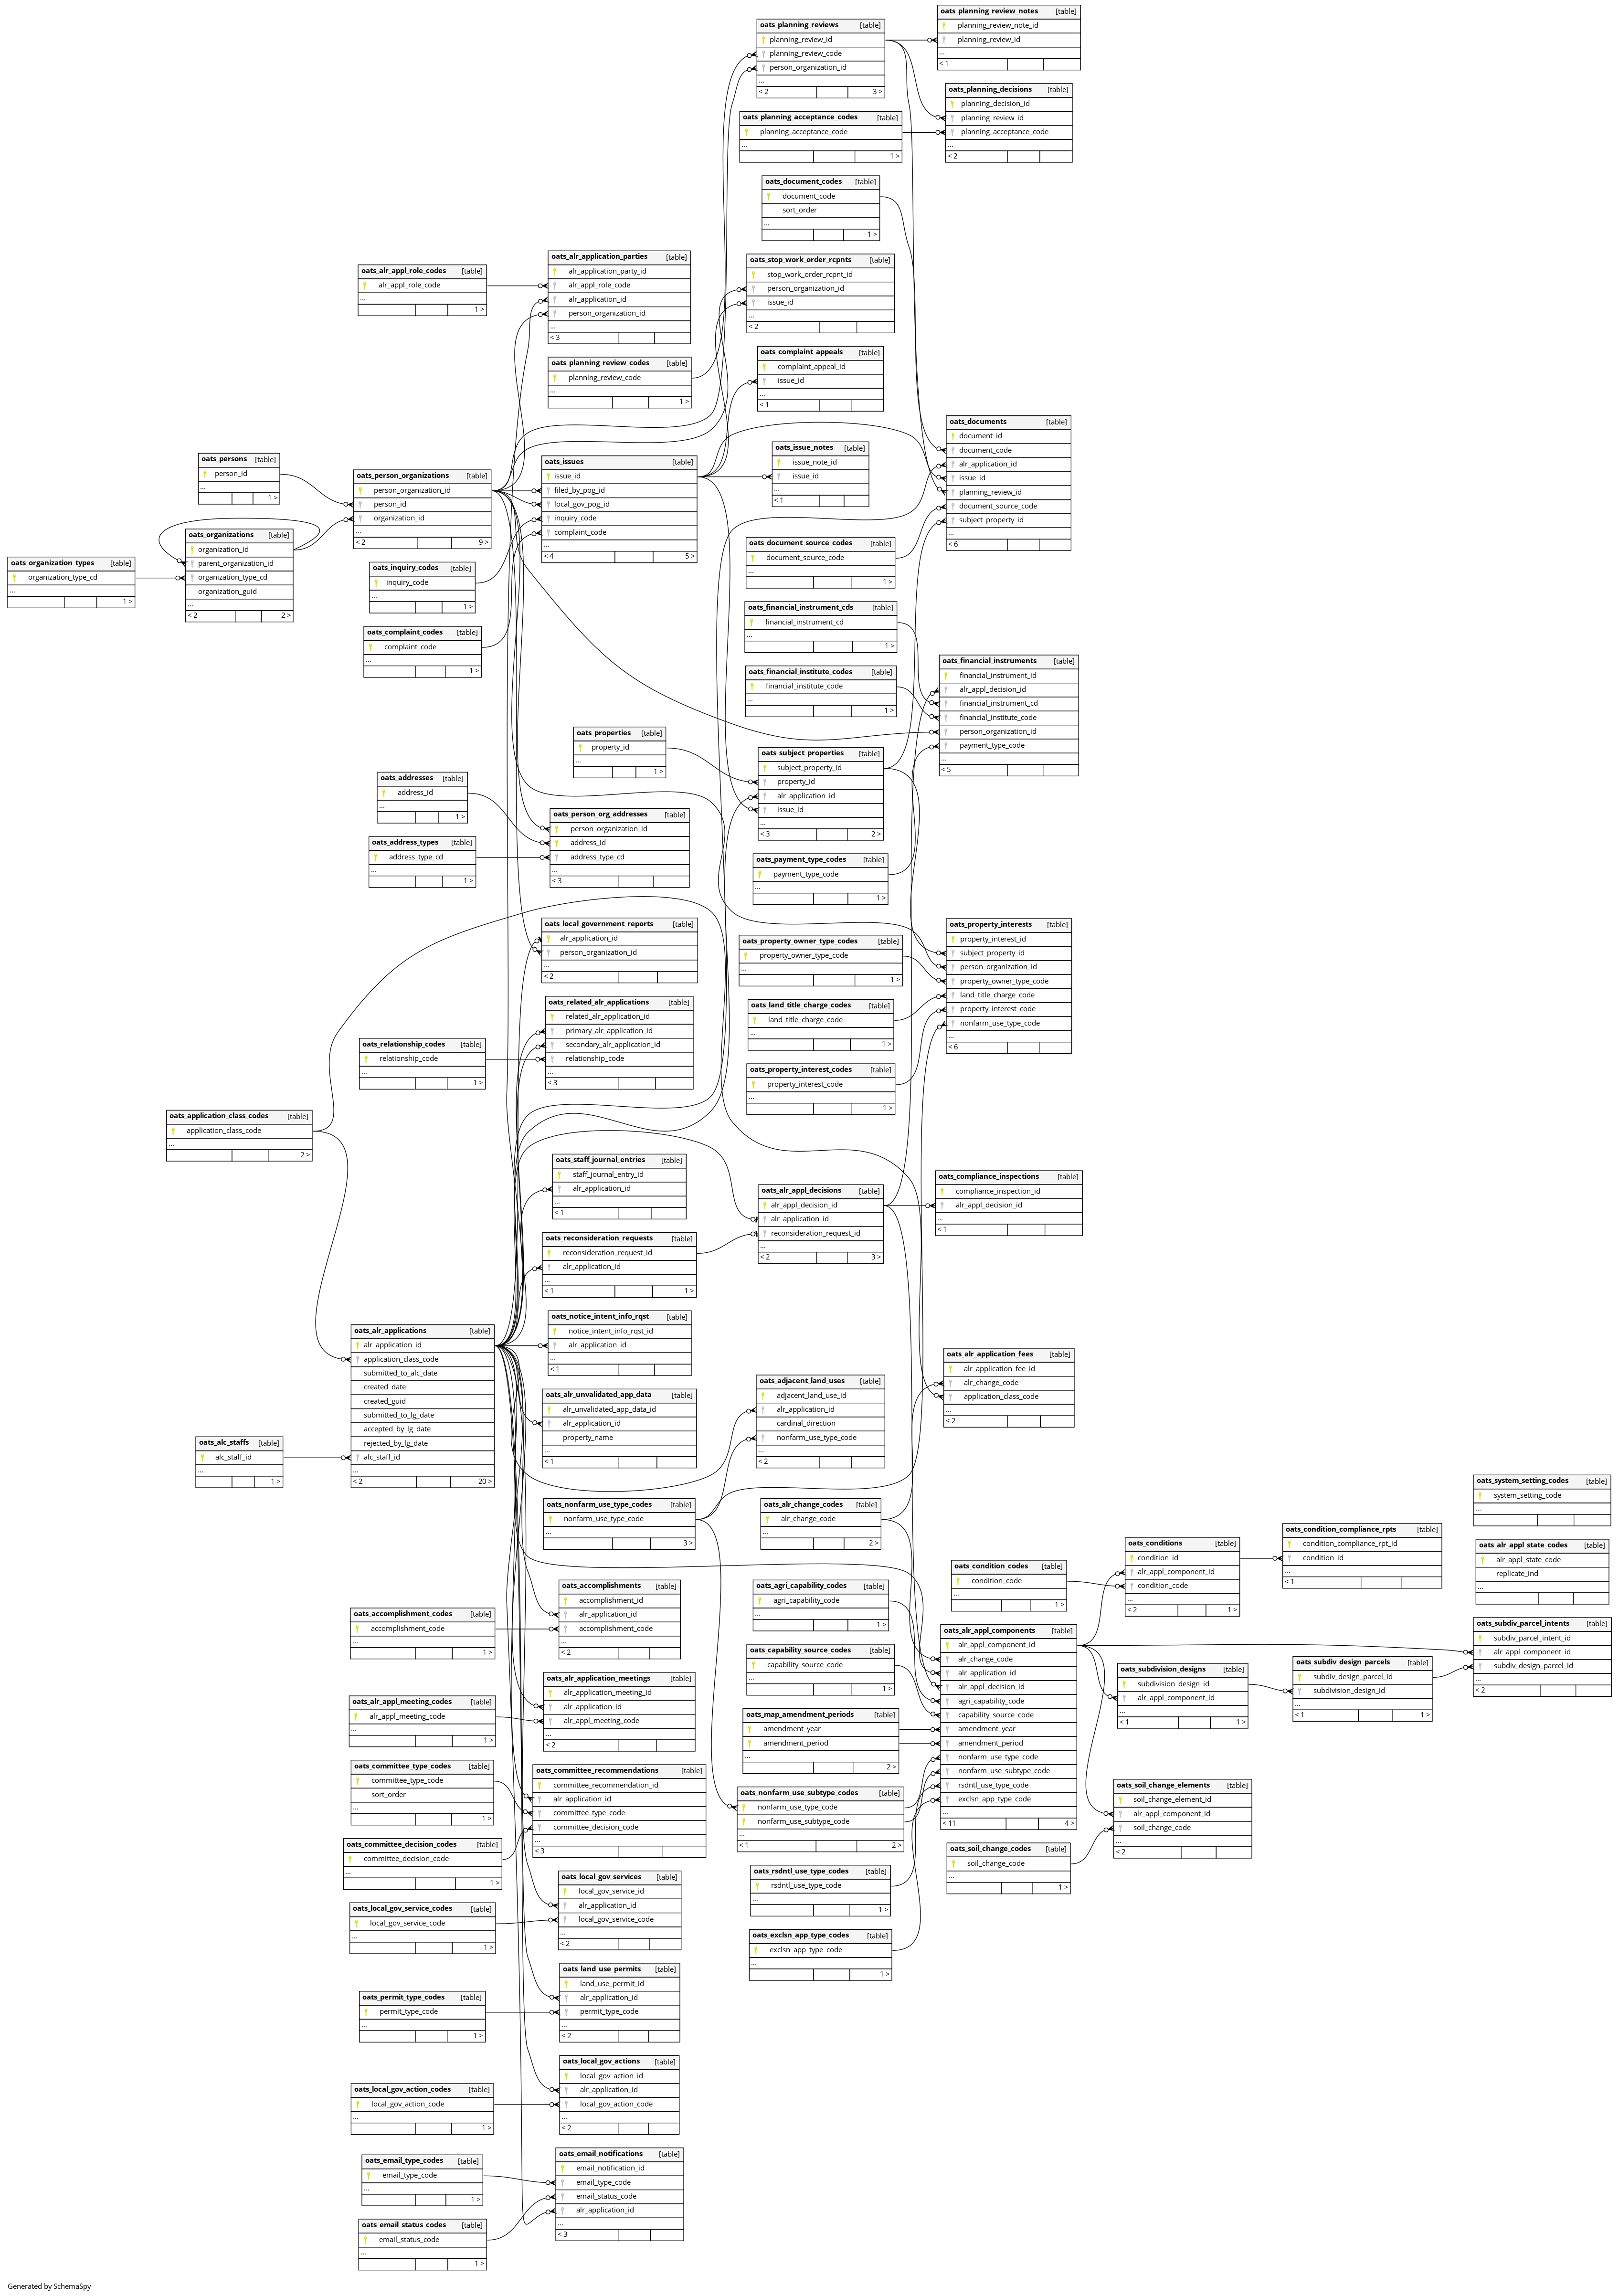 oats_planning_review_notes [table]
planning_review_note_id
planning_review_id
...
< 1
oats_planning_reviews [table]
planning_review_id
planning_review_code
person_organization_id
...
< 2 3 >
oats_planning_decisions [table]
planning_decision_id
planning_review_id
planning_acceptance_code
...
< 2
oats_planning_acceptance_codes [table]
planning_acceptance_code
...
1 >
oats_document_codes [table]
document_code
sort_order
...
1 >
oats_alr_application_parties [table]
alr_application_party_id
alr_appl_role_code
alr_application_id
person_organization_id
...
< 3
oats_stop_work_order_rcpnts [table]
stop_work_order_rcpnt_id
person_organization_id
issue_id
...
< 2
oats_alr_appl_role_codes [table]
alr_appl_role_code
...
1 >
oats_complaint_appeals [table]
complaint_appeal_id
issue_id
...
< 1
oats_planning_review_codes [table]
planning_review_code
...
1 >
oats_documents [table]
document_id
document_code
alr_application_id
issue_id
planning_review_id
document_source_code
subject_property_id
...
< 6
oats_issue_notes [table]
issue_note_id
issue_id
...
< 1
oats_persons [table]
person_id
...
1 >
oats_issues [table]
issue_id
filed_by_pog_id
local_gov_pog_id
inquiry_code
complaint_code
...
< 4 5 >
oats_person_organizations [table]
person_organization_id
person_id
organization_id
...
< 2 9 >
oats_organizations [table]
organization_id
parent_organization_id
organization_type_cd
organization_guid
...
< 2 2 >
oats_document_source_codes [table]
document_source_code
...
1 >
oats_organization_types [table]
organization_type_cd
...
1 >
oats_inquiry_codes [table]
inquiry_code
...
1 >
oats_financial_instrument_cds [table]
financial_instrument_cd
...
1 >
oats_complaint_codes [table]
complaint_code
...
1 >
oats_financial_instruments [table]
financial_instrument_id
alr_appl_decision_id
financial_instrument_cd
financial_institute_code
person_organization_id
payment_type_code
...
< 5
oats_financial_institute_codes [table]
financial_institute_code
...
1 >
oats_properties [table]
property_id
...
1 >
oats_subject_properties [table]
subject_property_id
property_id
alr_application_id
issue_id
...
< 3 2 >
oats_addresses [table]
address_id
...
1 >
oats_person_org_addresses [table]
person_organization_id
address_id
address_type_cd
...
< 3
oats_address_types [table]
address_type_cd
...
1 >
oats_payment_type_codes [table]
payment_type_code
...
1 >
oats_local_government_reports [table]
alr_application_id
person_organization_id
...
< 2
oats_property_interests [table]
property_interest_id
subject_property_id
person_organization_id
property_owner_type_code
land_title_charge_code
property_interest_code
nonfarm_use_type_code
...
< 6
oats_property_owner_type_codes [table]
property_owner_type_code
...
1 >
oats_related_alr_applications [table]
related_alr_application_id
primary_alr_application_id
secondary_alr_application_id
relationship_code
...
< 3
oats_land_title_charge_codes [table]
land_title_charge_code
...
1 >
oats_relationship_codes [table]
relationship_code
...
1 >
oats_property_interest_codes [table]
property_interest_code
...
1 >
oats_application_class_codes [table]
application_class_code
...
2 >
oats_staff_journal_entries [table]
staff_journal_entry_id
alr_application_id
...
< 1
oats_compliance_inspections [table]
compliance_inspection_id
alr_appl_decision_id
...
< 1
oats_alr_appl_decisions [table]
alr_appl_decision_id
alr_application_id
reconsideration_request_id
...
< 2 3 >
oats_reconsideration_requests [table]
reconsideration_request_id
alr_application_id
...
< 1 1 >
oats_notice_intent_info_rqst [table]
notice_intent_info_rqst_id
alr_application_id
...
< 1
oats_alr_applications [table]
alr_application_id
application_class_code
submitted_to_alc_date
created_date
created_guid
submitted_to_lg_date
accepted_by_lg_date
rejected_by_lg_date
alc_staff_id
...
< 2 20 >
oats_alr_application_fees [table]
alr_application_fee_id
alr_change_code
application_class_code
...
< 2
oats_adjacent_land_uses [table]
adjacent_land_use_id
alr_application_id
cardinal_direction
nonfarm_use_type_code
...
< 2
oats_alr_unvalidated_app_data [table]
alr_unvalidated_app_data_id
alr_application_id
property_name
...
< 1
oats_alc_staffs [table]
alc_staff_id
...
1 >
oats_system_setting_codes [table]
system_setting_code
...
oats_nonfarm_use_type_codes [table]
nonfarm_use_type_code
...
3 >
oats_alr_change_codes [table]
alr_change_code
...
2 >
oats_condition_compliance_rpts [table]
condition_compliance_rpt_id
condition_id
...
< 1
oats_conditions [table]
condition_id
alr_appl_component_id
condition_code
...
< 2 1 >
oats_alr_appl_state_codes [table]
alr_appl_state_code
replicate_ind
...
oats_condition_codes [table]
condition_code
...
1 >
oats_accomplishments [table]
accomplishment_id
alr_application_id
accomplishment_code
...
< 2
oats_agri_capability_codes [table]
agri_capability_code
...
1 >
oats_accomplishment_codes [table]
accomplishment_code
...
1 >
oats_subdiv_parcel_intents [table]
subdiv_parcel_intent_id
alr_appl_component_id
subdiv_design_parcel_id
...
< 2
oats_alr_appl_components [table]
alr_appl_component_id
alr_change_code
alr_application_id
alr_appl_decision_id
agri_capability_code
capability_source_code
amendment_year
amendment_period
nonfarm_use_type_code
nonfarm_use_subtype_code
rsdntl_use_type_code
exclsn_app_type_code
...
< 11 4 >
oats_capability_source_codes [table]
capability_source_code
...
1 >
oats_subdiv_design_parcels [table]
subdiv_design_parcel_id
subdivision_design_id
...
< 1 1 >
oats_subdivision_designs [table]
subdivision_design_id
alr_appl_component_id
...
< 1 1 >
oats_alr_application_meetings [table]
alr_application_meeting_id
alr_application_id
alr_appl_meeting_code
...
< 2
oats_alr_appl_meeting_codes [table]
alr_appl_meeting_code
...
1 >
oats_map_amendment_periods [table]
amendment_year
amendment_period
...
2 >
oats_committee_type_codes [table]
committee_type_code
sort_order
...
1 >
oats_committee_recommendations [table]
committee_recommendation_id
alr_application_id
committee_type_code
committee_decision_code
...
< 3
oats_soil_change_elements [table]
soil_change_element_id
alr_appl_component_id
soil_change_code
...
< 2
oats_nonfarm_use_subtype_codes [table]
nonfarm_use_type_code
nonfarm_use_subtype_code
...
< 1 2 >
oats_committee_decision_codes [table]
committee_decision_code
...
1 >
oats_soil_change_codes [table]
soil_change_code
...
1 >
oats_rsdntl_use_type_codes [table]
rsdntl_use_type_code
...
1 >
oats_local_gov_services [table]
local_gov_service_id
alr_application_id
local_gov_service_code
...
< 2
oats_local_gov_service_codes [table]
local_gov_service_code
...
1 >
oats_exclsn_app_type_codes [table]
exclsn_app_type_code
...
1 >
oats_land_use_permits [table]
land_use_permit_id
alr_application_id
permit_type_code
...
< 2
oats_permit_type_codes [table]
permit_type_code
...
1 >
oats_local_gov_actions [table]
local_gov_action_id
alr_application_id
local_gov_action_code
...
< 2
oats_local_gov_action_codes [table]
local_gov_action_code
...
1 >
oats_email_notifications [table]
email_notification_id
email_type_code
email_status_code
alr_application_id
...
< 3
oats_email_type_codes [table]
email_type_code
...
1 >
oats_email_status_codes [table]
email_status_code
...
1 >
Generated by SchemaSpy